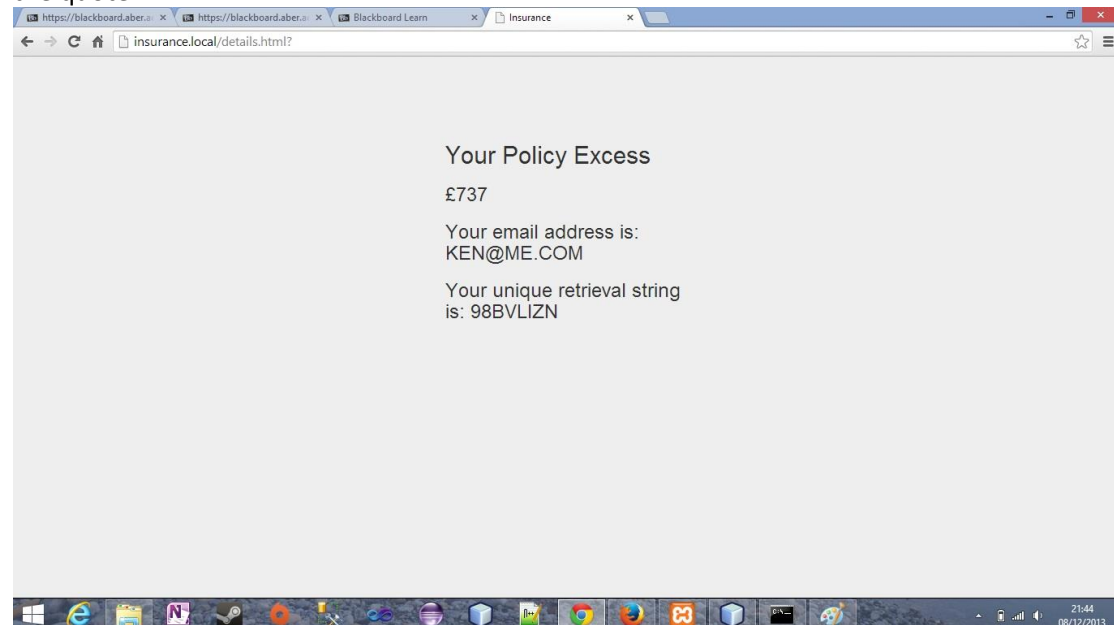 https://blackboard.aber.a
https://blackboard.aber.a
Blackboard Learn
Insurance
insurance.local/details.html?
Your Policy Excess
£737
Your email address is:
KEN@ME.COM
Your unique retrieval string
is: 98BVLIZN
21:44
08/12/2013